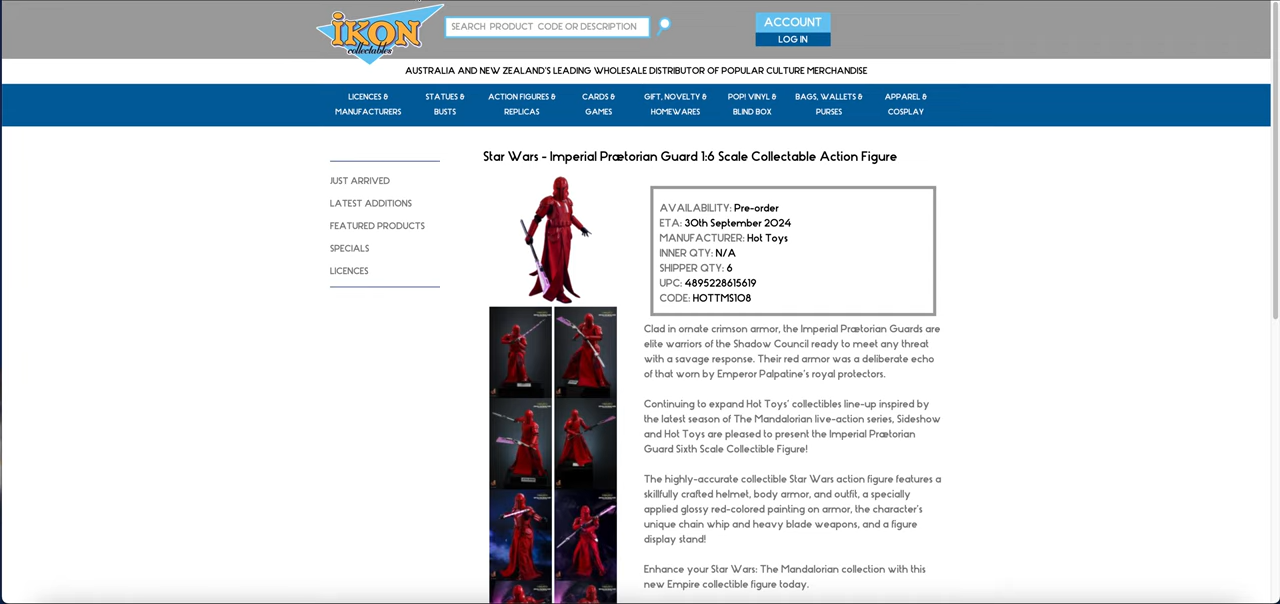 iKON
collectables
SEARCH PRODUCT CODE OR DESCRIPTION
ACCOUNT
LOG IN
AUSTRALIA AND NEW ZEALAND'S LEADING WHOLESALE DISTRIBUTOR OF POPULAR CULTURE MERCHANDISE
LICENCES &
MANUFACTURERS
STATUES &
BUSTS
ACTION FIGURES &
REPLICAS
CARDS &
GAMES
GIFT, NOVELTY &
HOMEWARES
POP! VINYL &
BLIND BOX
BAGS, WALLETS &
PURSES
APPAREL &
COSPLAY
JUST ARRIVED
LATEST ADDITIONS
FEATURED PRODUCTS
SPECIALS
LICENCES
Star Wars - Imperial Prætorian Guard 1:6 Scale Collectable Action Figure
AVAILABILITY: Pre-order
ETA: 30th September 2024
MANUFACTURER: Hot Toys
INNER QTY: N/A
SHIPPER QTY: 6
UPC: 4895228615619
CODE: HOTTMS108
Clad in ornate crimson armor, the Imperial Prætorian Guards are
elite warriors of the Shadow Council ready to meet any threat
with a savage response. Their red armor was a deliberate echo
of that worn by Emperor Palpatine's royal protectors.
Continuing to expand Hot Toys' collectibles line-up inspired by
the latest season of The Mandalorian live-action series, Sideshow
and Hot Toys are pleased to present the Imperial Prætorian
Guard Sixth Scale Collectible Figure!
The highly-accurate collectible Star Wars action figure features a
skillfully crafted helmet, body armor, and outfit, a specially
applied glossy red-colored painting on armor, the character's
unique chain whip and heavy blade weapons, and a figure
display stand!
Enhance your Star Wars: The Mandalorian collection with this
new Empire collectible figure today.